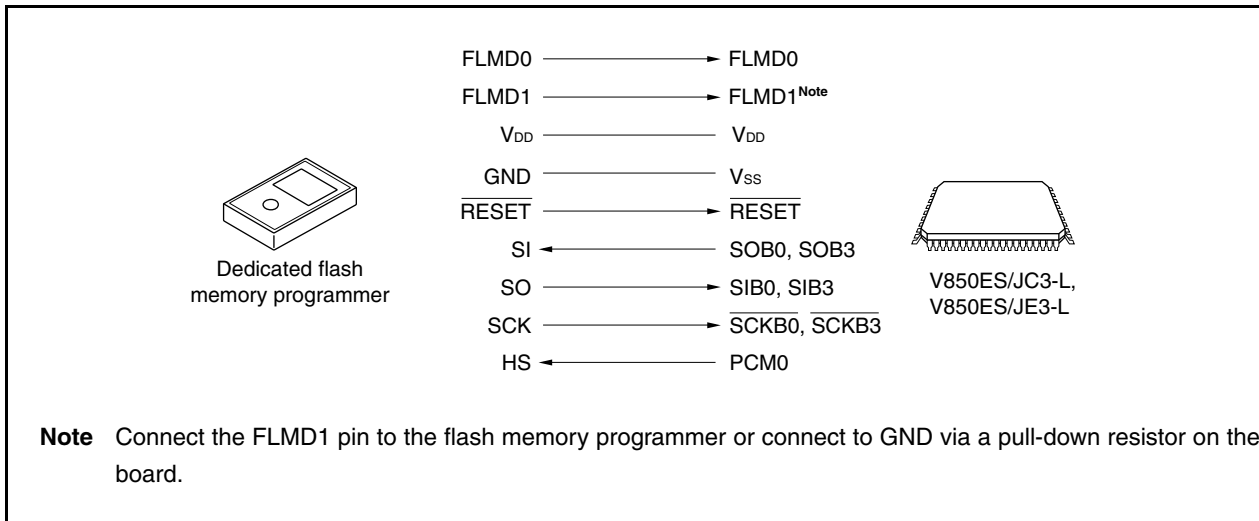 FLMD0 FLMD0
FLMD1 FLMD1Note
VDD VDD
GND VSS
RESET RESET
SI SOB0, SOB3
SO SIB0, SIB3
SCK SCKB0, SCKB3
HS PCM0
Dedicated flash
memory programmer
V850ES/JC3-L,
V850ES/JE3-L
Note Connect the FLMD1 pin to the flash memory programmer or connect to GND via a pull-down resistor on the
board.